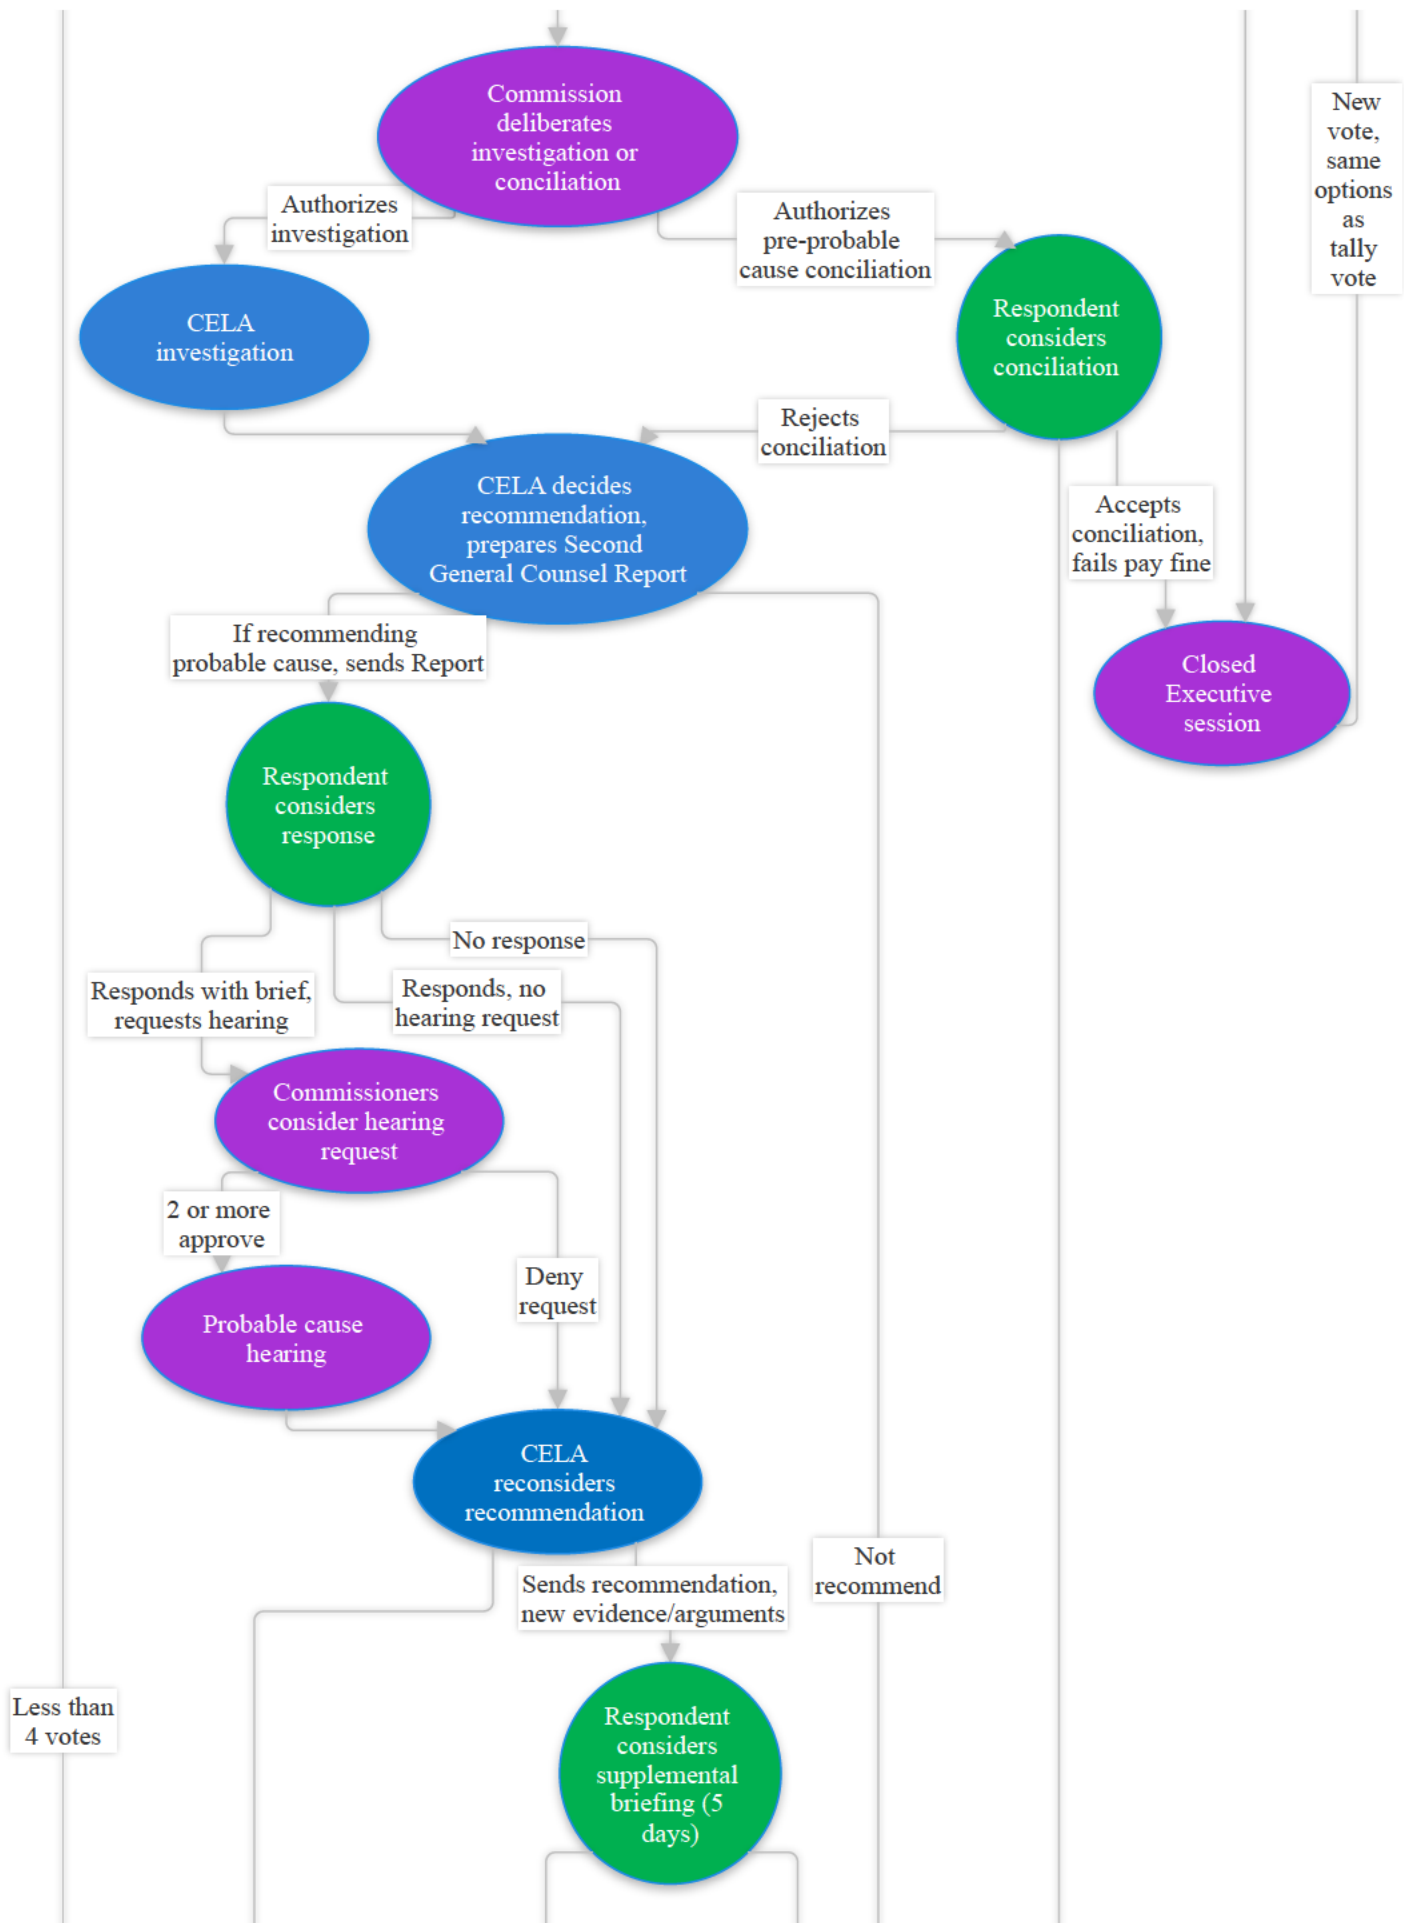 Commission
deliberates
investigation or
conciliation
New
vote,
same
options
as
tally
vote
Authorizes
investigation
Authorizes
pre-probable
cause conciliation
CELA
investigation
Respondent
considers
conciliation
Rejects
conciliation
CELA decides
recommendation,
prepares Second
General Counsel Report
Accepts
conciliation,
fails pay fine
If recommending
probable cause, sends Report
Closed
Executive
session
Respondent
considers
response
No response
Responds with brief,
requests hearing
Responds, no
hearing request
Commissioners
consider hearing
request
2 or more
approve
Deny
request
Probable cause
hearing
CELA
reconsiders
recommendation
Not
recommend
Sends recommendation,
new evidence/arguments
Less than
4 votes
Respondent
considers
supplemental
briefing (5
days)